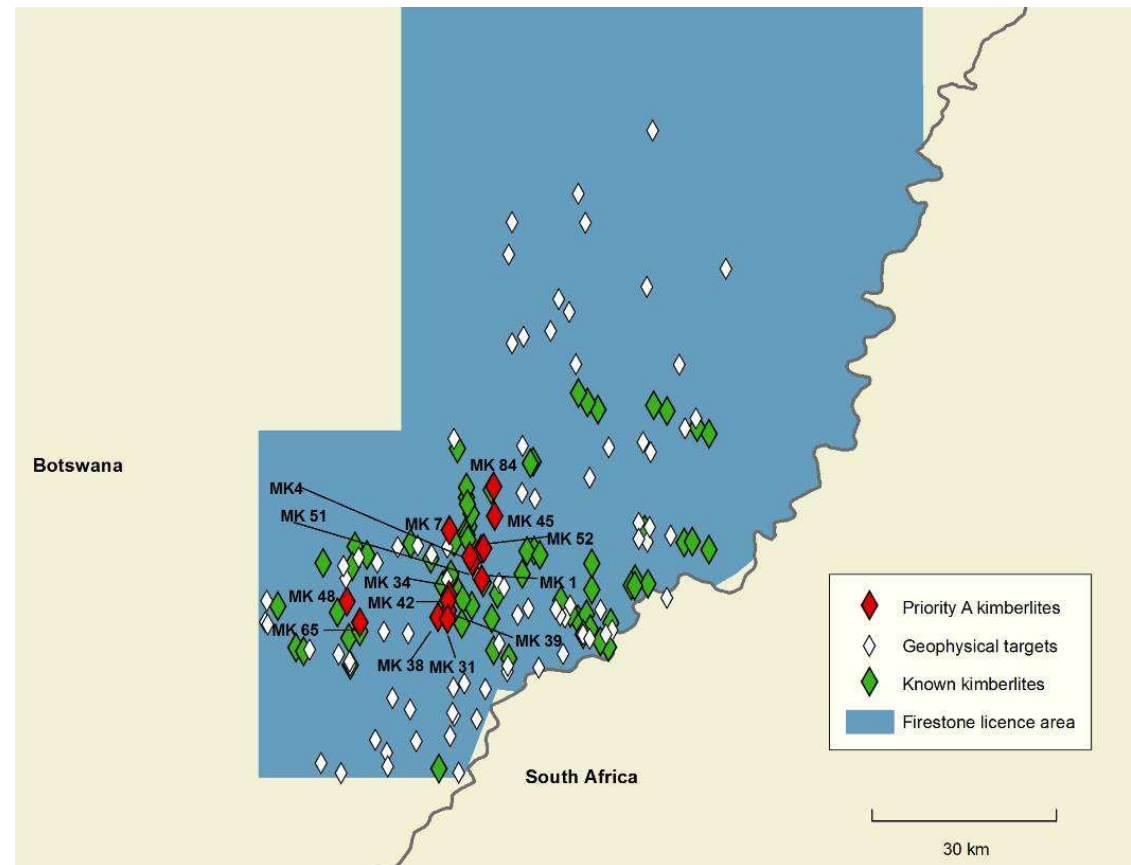 MK 84
Botswana
MK4
MK 51
MK 7
MK 45
MK 52
MK 34
MK 1
MK 48
MK 42
MK 65
MK 39
MK 38
MK 31
South Africa
Priority A kimberlites
Geophysical targets
Known kimberlites
Firestone licence area
30 km